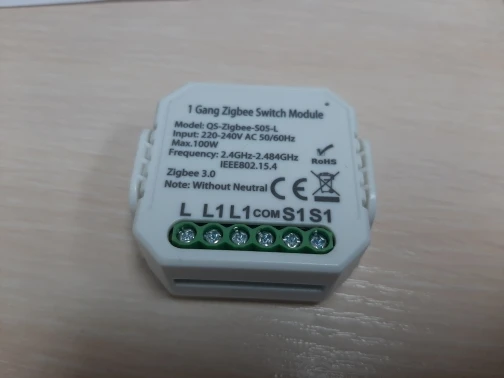 1 Gang Zigbee Switch Module
Model: QS-Zigbee-S05-L
Input: 220-240V AC 50/60Hz
Max.100W
Frequency: 2.4GHz-2.484GHz
IEEE802.15.4
Zigbee 3.0
Note: Without Neutral
CE
RoHS
L L1 L1 COM S1 S1